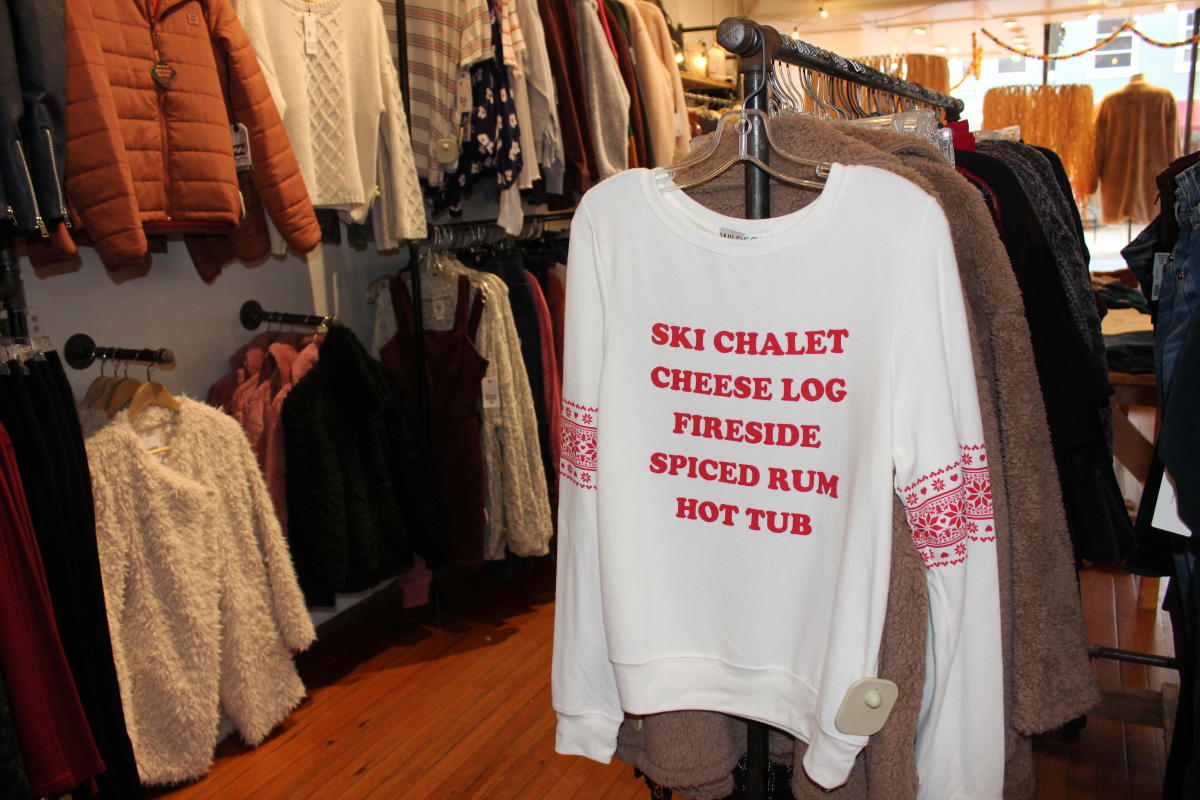 SKI CHALET
CHEESE LOG
FIRESIDE
SPICED RUM
HOT TUB